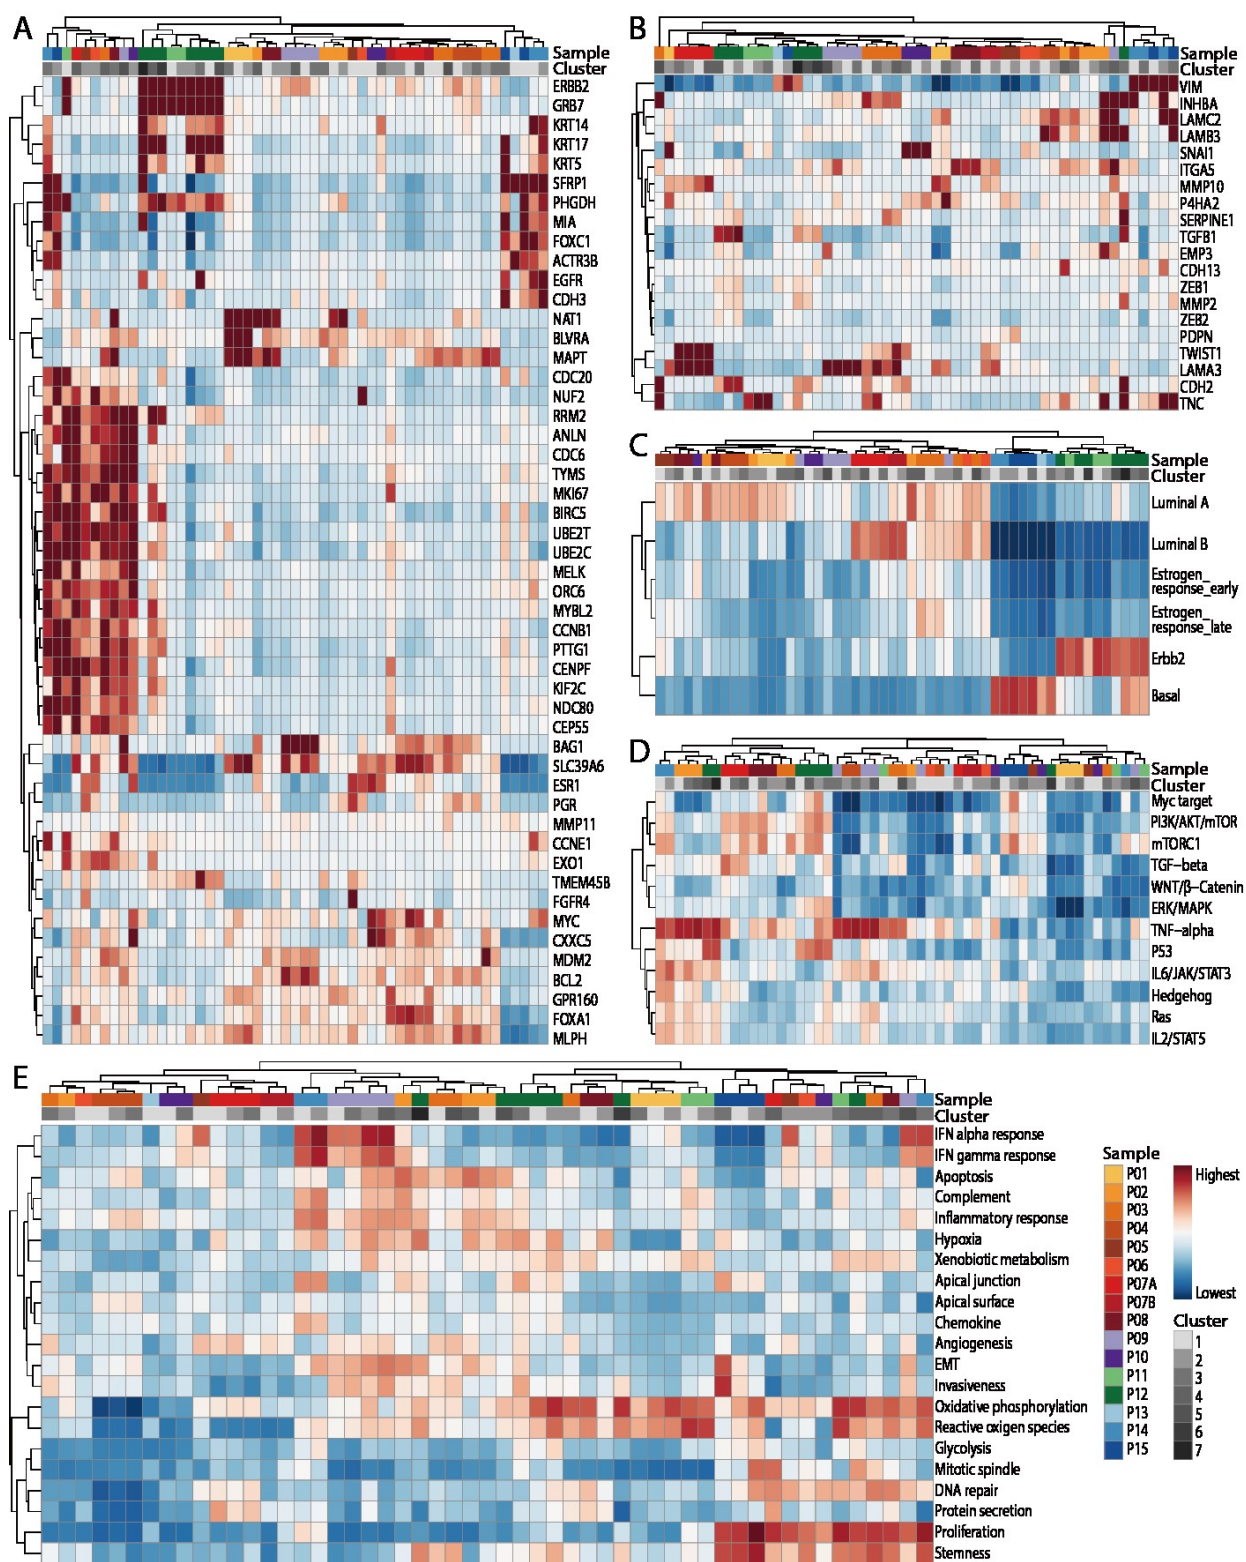 A
Sample
Cluster
ERBB2
GRB7
KRT14
KRT17
KRT5
SFRP1
PHGDH
MIA
FOXC1
ACTR3B
EGFR
CDH3
NAT1
BLVRA
MAPT
CDC20
NUF2
RRM2
ANLN
CDC6
TYMS
MKI67
BIRC5
UBE2T
UBE2C
MELK
ORC6
MYBL2
CCNB1
PTTG1
CENPF
KIF2C
NDC80
CEP55
BAG1
SLC39A6
ESR1
PGR
MMP11
CCNE1
EXO1
TMEM45B
FGFR4
MYC
CXXC5
MDM2
BCL2
GPR160
FOXA1
MLPH
B
Sample
Cluster
VIM
INHBA
LAMC2
LAMB3
SNAI1
ITGA5
MMP10
P4HA2
SERPINE1
TGFB1
EMP3
CDH13
ZEB1
MMP2
ZEB2
PDPN
TWIST1
LAMA3
CDH2
TNC
C
Sample
Cluster
Luminal A
Luminal B
Estrogen_
response_early
Estrogen_
response_late
Erbb2
Basal
D
Sample
Cluster
Myc target
PI3K/AKT/mTOR
mTORC1
TGF-beta
WNT/β-Catenin
ERK/MAPK
TNF-alpha
P53
IL6/JAK/STAT3
Hedgehog
Ras
IL2/STAT5
E
Sample
Cluster
IFN alpha response
IFN gamma response
Apoptosis
Complement
Inflammatory response
Hypoxia
Xenobiotic metabolism
Apical junction
Apical surface
Chemokine
Angiogenesis
EMT
Invasiveness
Oxidative phosphorylation
Reactive oxigen species
Glycolysis
Mitotic spindle
DNA repair
Protein secretion
Proliferation
Stemness
Sample
P01
P02
P03
P04
P05
P06
P07A
P07B
P08
P09
P10
P11
P12
P13
P14
P15
Highest
Lowest
Cluster
1
2
3
4
5
6
7